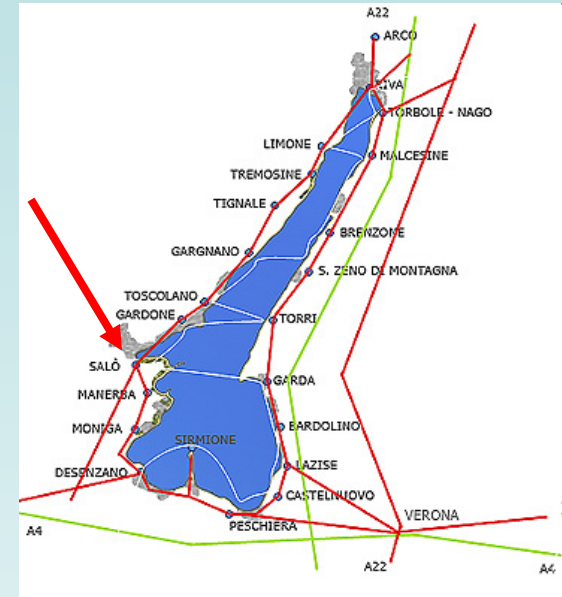 A22
ARCO
RIVA
TORBOLE - NAGO
LIMONE
MALCESINE
TREMOSINE
TIGNALE
BRENZONE
GARGNANO
S. ZENO DI MONTAGNA
TOSCOLANO
GARDONE
TORRI
SALÒ
GARDA
MANERBA
BARDOLINO
MONIGA
SIRMIONE
DESENZANO
LAZISE
CASTELNUOVO
VERONA
PESCHIERA
A4
A22
A4